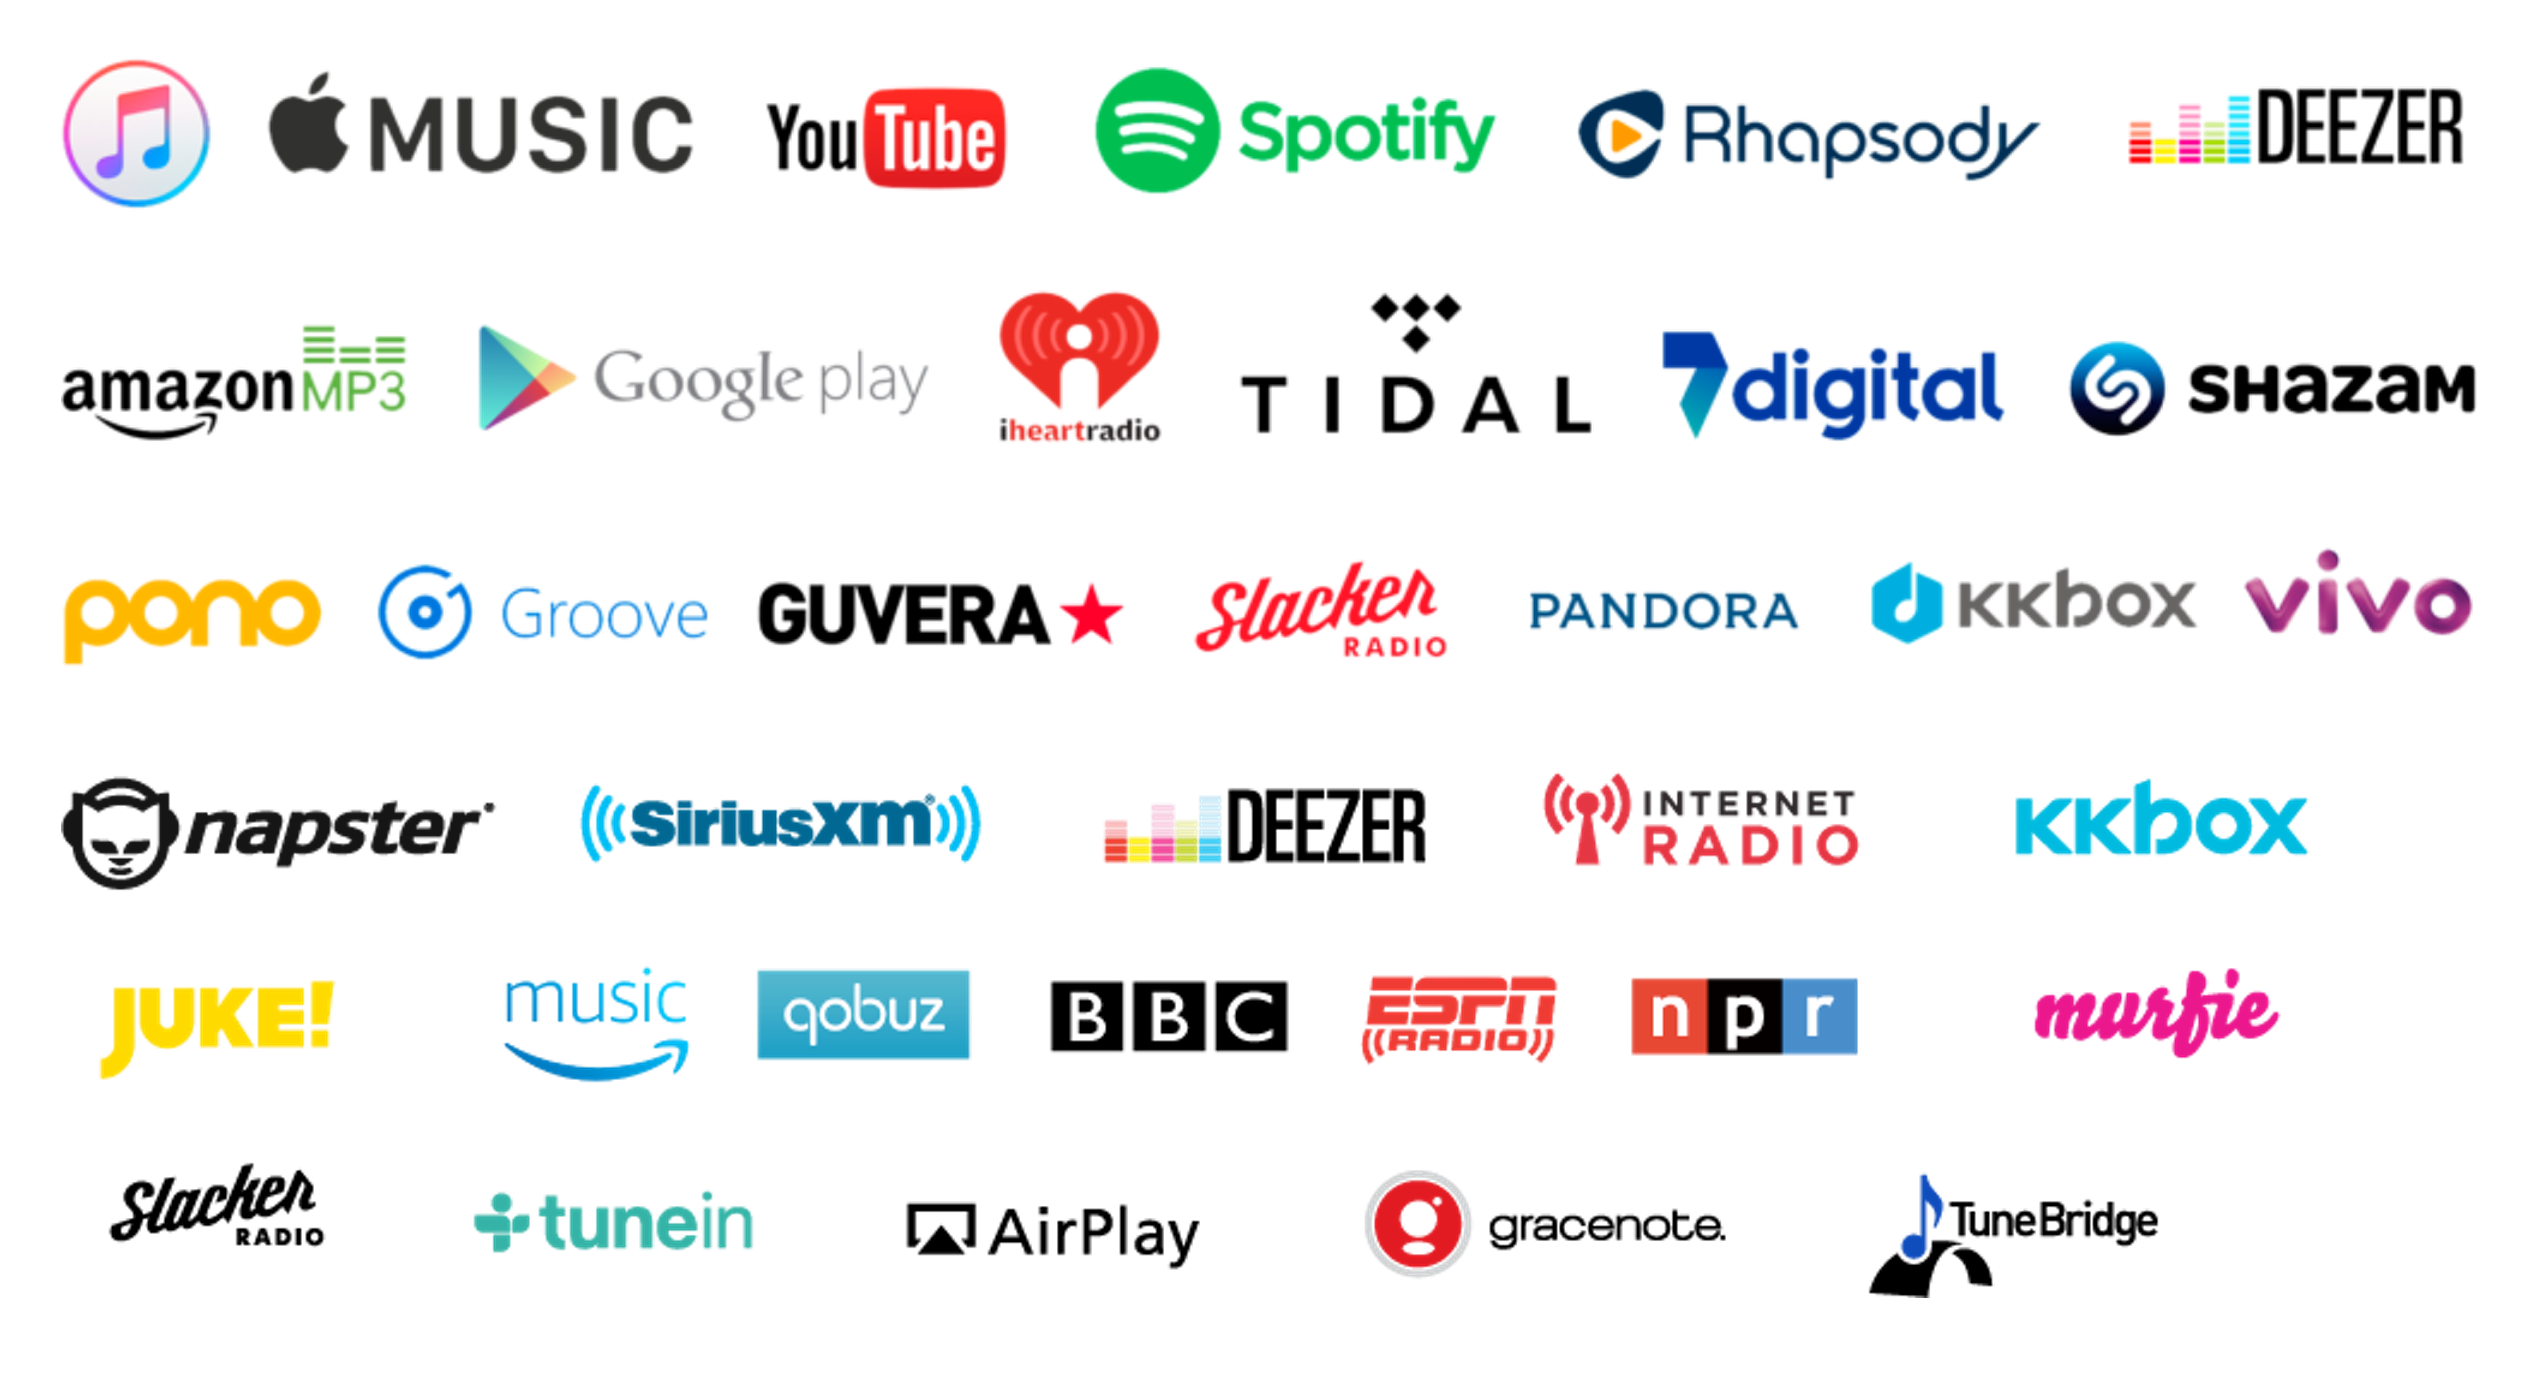 MUSIC YouTube Spotify Rhapsody DEEZER
amazon MP3 Google play iheartradio TIDAL 7digital SHAZAM
pono Groove GUVERA Slacker RADIO PANDORA KKBOX vivo
napster SiriusXM® DEEZER INTERNET RADIO KKBOX
JUKE! music qobuz BBC ESPN RADIO npr murfie
Slacker RADIO tunein AirPlay gracenote. TuneBridge